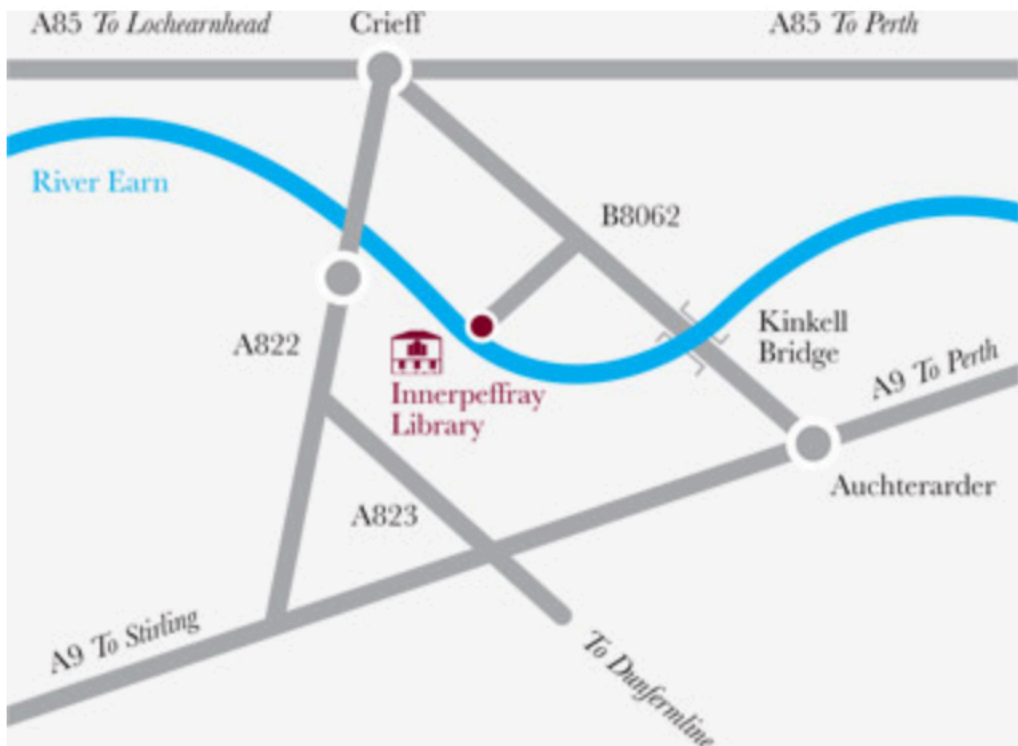 A85 To Lochearnhead
Crieff
A85 To Perth
River Earn
B8062
A822
Kinkell
Bridge
Innerpeffray
Library
A9 To Perth
Auchterarder
A823
A9 To Stirling
To Dunfermline